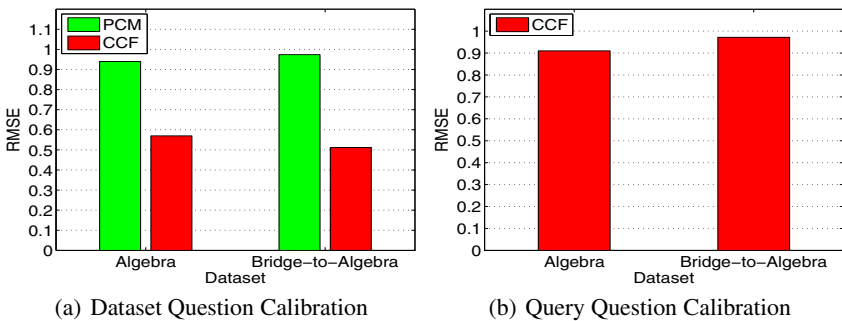 PCM
CCF
1.1
1
0.9
0.8
0.7
0.6
0.5
0.4
0.3
0.2
0.1
0
RMSE
Algebra
Bridge-to-Algebra
Dataset
(a) Dataset Question Calibration
CCF
1
0.9
0.8
0.7
0.6
0.5
0.4
0.3
0.2
0.1
0
RMSE
Algebra
Bridge-to-Algebra
Dataset
(b) Query Question Calibration